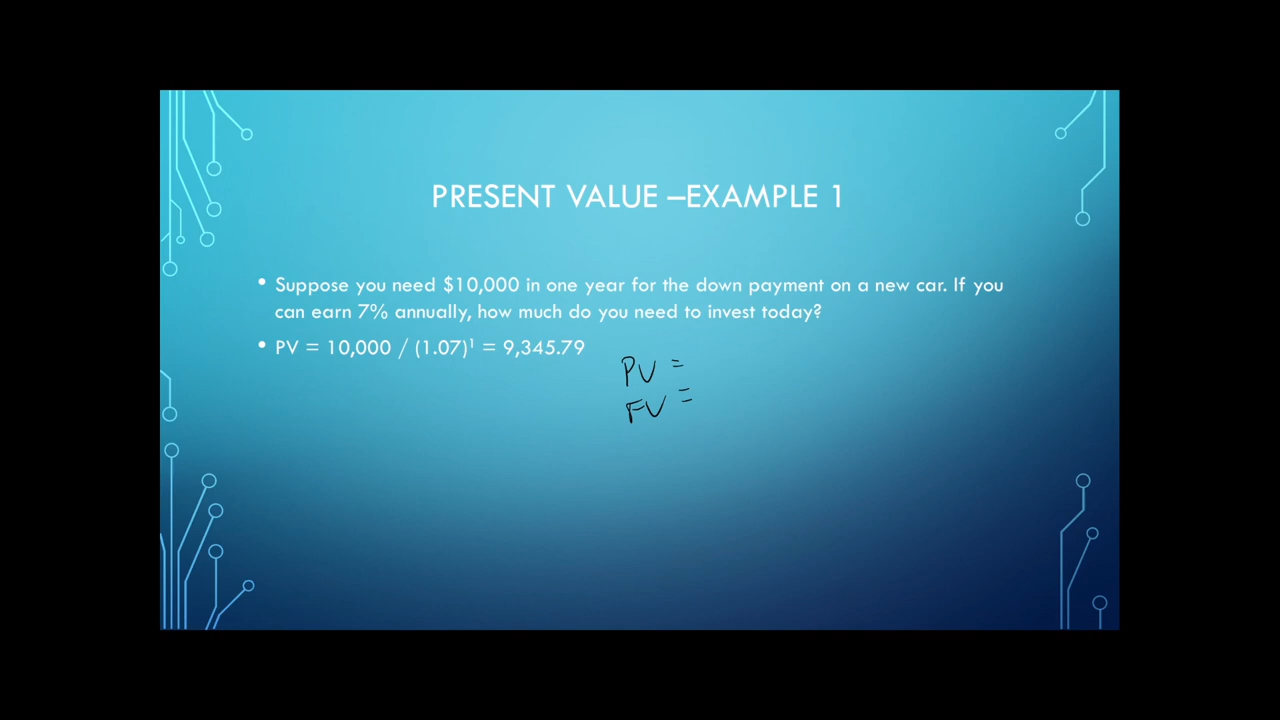 PRESENT VALUE –EXAMPLE 1
• Suppose you need $10,000 in one year for the down payment on a new car. If you
can earn 7% annually, how much do you need to invest today?
• PV = 10,000 / (1.07)¹ = 9,345.79
PV =
FV =